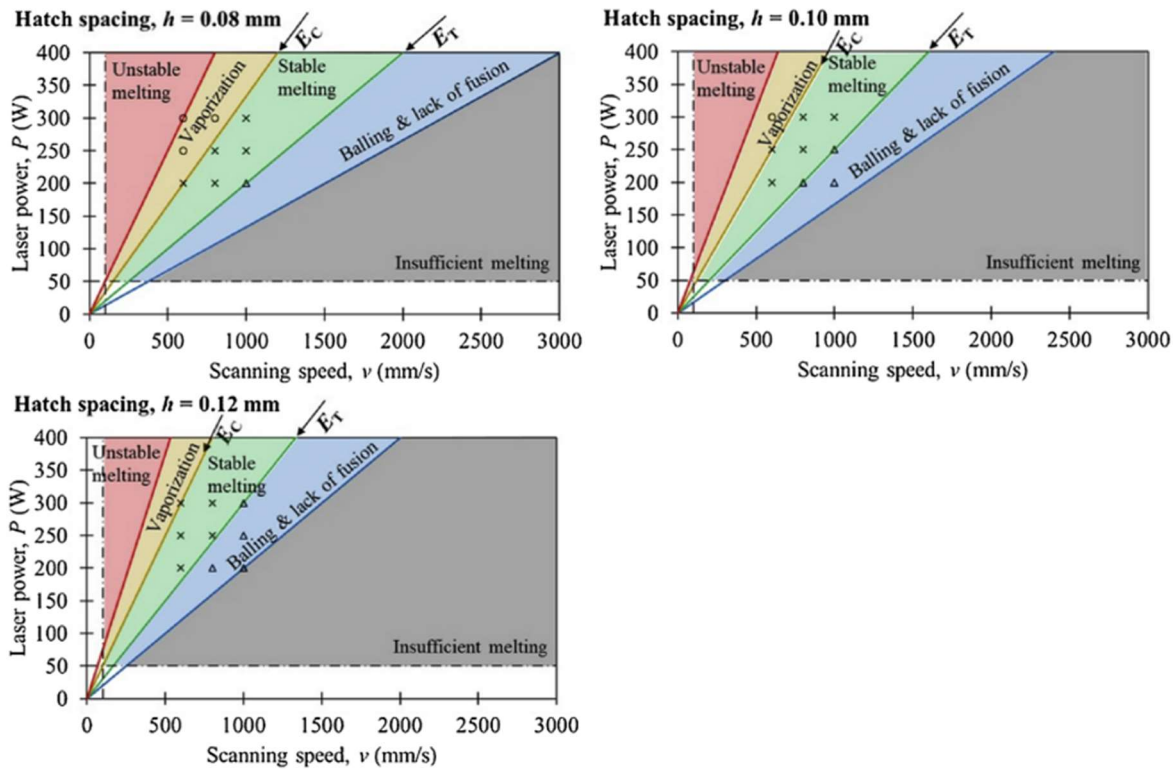 Hatch spacing, h = 0.08 mm
E_C
E_T
400
350
300
250
200
150
100
50
0
Laser power, P (W)
Unstable
melting
Vaporization
Stable
melting
Balling & lack of fusion
Insufficient melting
0 500 1000 1500 2000 2500 3000
Scanning speed, v (mm/s)
Hatch spacing, h = 0.10 mm
E_C
E_T
400
350
300
250
200
150
100
50
0
Laser power, P (W)
Unstable
melting
Vaporization
Stable
melting
Balling & lack of fusion
Insufficient melting
0 500 1000 1500 2000 2500 3000
Scanning speed, v (mm/s)
Hatch spacing, h = 0.12 mm
E_C
E_T
400
350
300
250
200
150
100
50
0
Laser power, P (W)
Unstable
melting
Vaporization
Stable
melting
Balling & lack of fusion
Insufficient melting
0 500 1000 1500 2000 2500 3000
Scanning speed, v (mm/s)